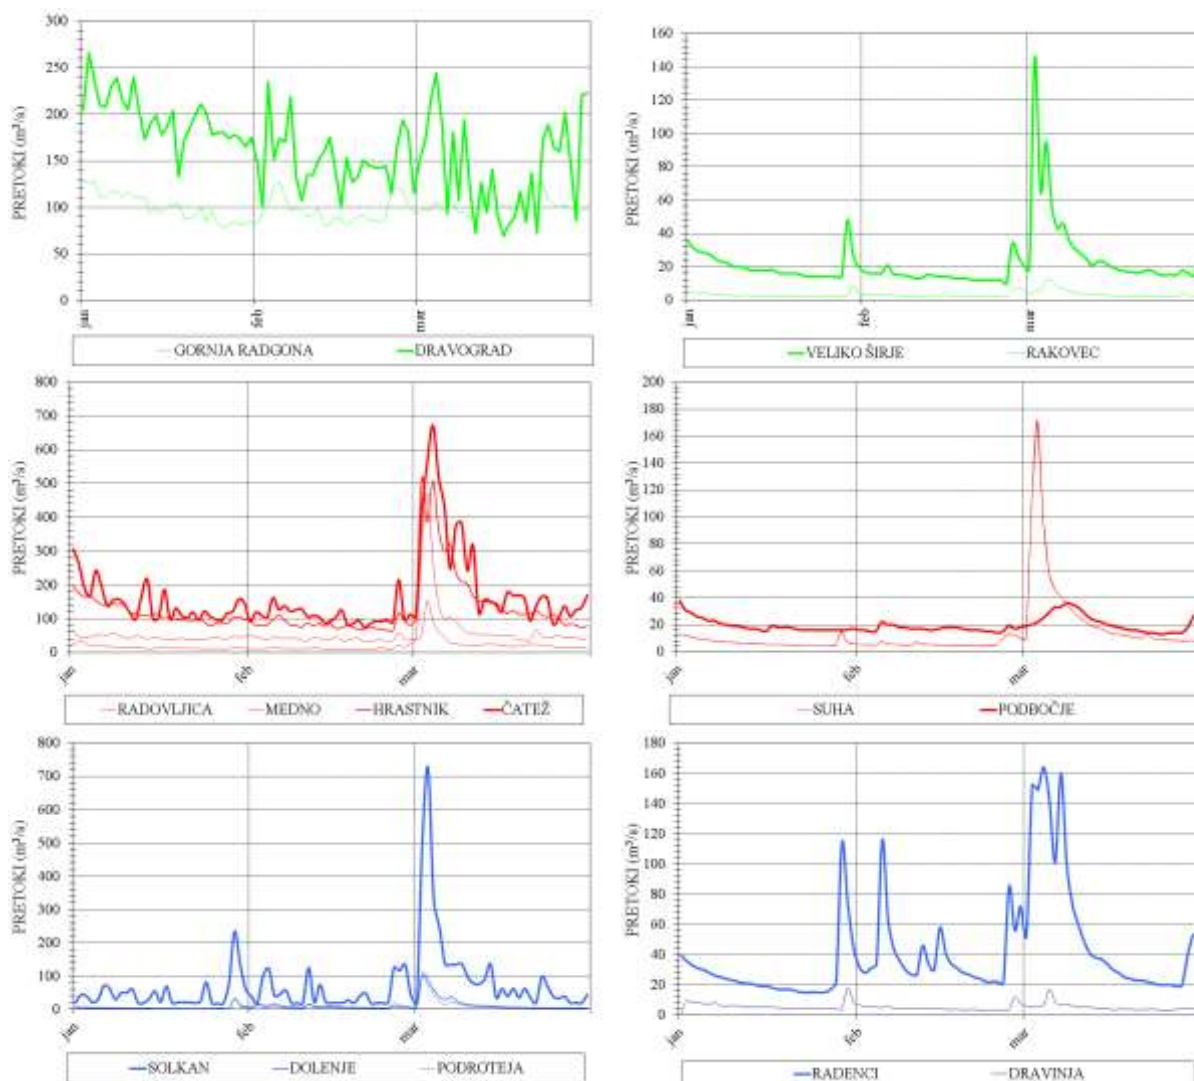 300
250
200
150
100
50
0
PRETOKI (m³/s)
jan
feb
mar
GORNJA RADGONA DRAVOGRAD
160
140
120
100
80
60
40
20
0
PRETOKI (m³/s)
jan
feb
mar
VELIKO ŠIRJE RAKOVEC
800
700
600
500
400
300
200
100
0
PRETOKI (m³/s)
jan
feb
mar
RADOVLJICA MEDNO HRASTNIK ČATEŽ
200
180
160
140
120
100
80
60
40
20
0
PRETOKI (m³/s)
jan
feb
mar
SUHA PODBOČJE
800
700
600
500
400
300
200
100
0
PRETOKI (m³/s)
jan
feb
mar
SOLKAN DOLENJE PODROTEJA
180
160
140
120
100
80
60
40
20
0
PRETOKI (m³/s)
jan
feb
mar
RADENCI DRAVINJA